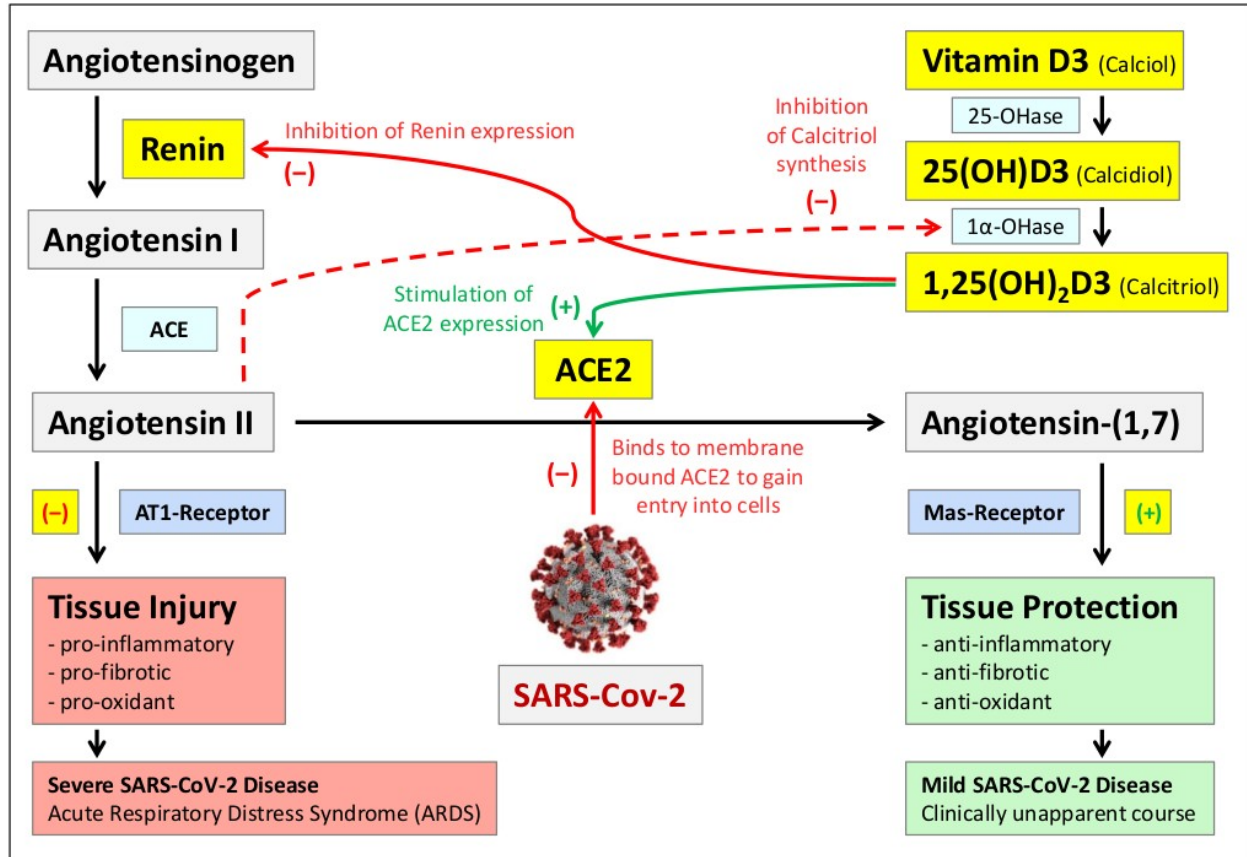 Angiotensinogen
Renin
Inhibition of Renin expression
(−)
Angiotensin I
ACE
Angiotensin II
(−)
AT1-Receptor
Tissue Injury
- pro-inflammatory
- pro-fibrotic
- pro-oxidant
Severe SARS-CoV-2 Disease
Acute Respiratory Distress Syndrome (ARDS)
Inhibition
of Calcitriol
synthesis
(−)
Stimulation of
ACE2 expression
(+)
ACE2
(−)
Binds to membrane
bound ACE2 to gain
entry into cells
SARS-Cov-2
Vitamin D3 (Calciol)
25-OHase
25(OH)D3 (Calcidiol)
1α-OHase
1,25(OH)₂D3 (Calcitriol)
Angiotensin-(1,7)
Mas-Receptor
(+)
Tissue Protection
- anti-inflammatory
- anti-fibrotic
- anti-oxidant
Mild SARS-CoV-2 Disease
Clinically unapparent course